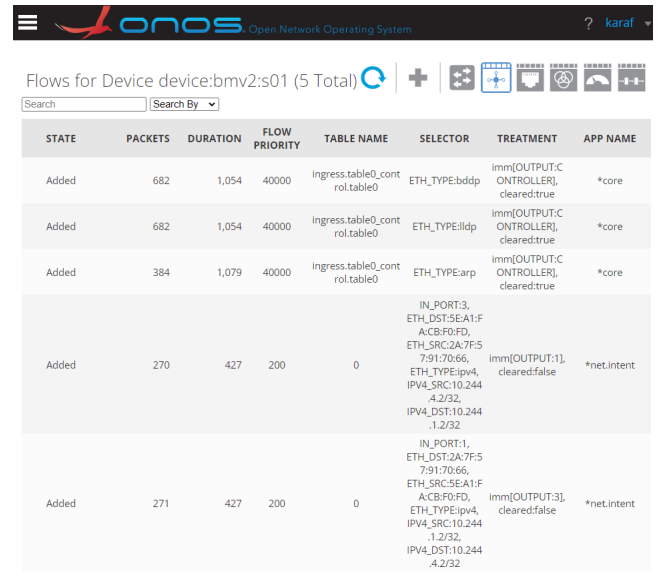 onos. Open Network Operating System
? karaf
Flows for Device device:bmv2:s01 (5 Total)
Search
Search By
STATE PACKETS DURATION FLOW PRIORITY TABLE NAME SELECTOR TREATMENT APP NAME
Added 682 1,054 40000 ingress.table0_cont
rol.table0 ETH_TYPE:bddp imm[OUTPUT:C
ONTROLLER],
cleared:true *core
Added 682 1,054 40000 ingress.table0_cont
rol.table0 ETH_TYPE:lldp imm[OUTPUT:C
ONTROLLER],
cleared:true *core
Added 384 1,079 40000 ingress.table0_cont
rol.table0 ETH_TYPE:arp imm[OUTPUT:C
ONTROLLER],
cleared:true *core
Added 270 427 200 0 IN_PORT:3,
ETH_DST:5E:A1:F
A:CB:F0:FD,
ETH_SRC:2A:7F:5
7:91:70:66,
ETH_TYPE:ipv4,
IPV4_SRC:10.244
.4.2/32,
IPV4_DST:10.244
.1.2/32
imm[OUTPUT:1],
cleared:false *net.intent
Added 271 427 200 0 IN_PORT:1,
ETH_DST:2A:7F:5
7:91:70:66,
ETH_SRC:5E:A1:F
A:CB:F0:FD,
ETH_TYPE:ipv4,
IPV4_SRC:10.244
.1.2/32,
IPV4_DST:10.244
.4.2/32
imm[OUTPUT:3],
cleared:false *net.intent